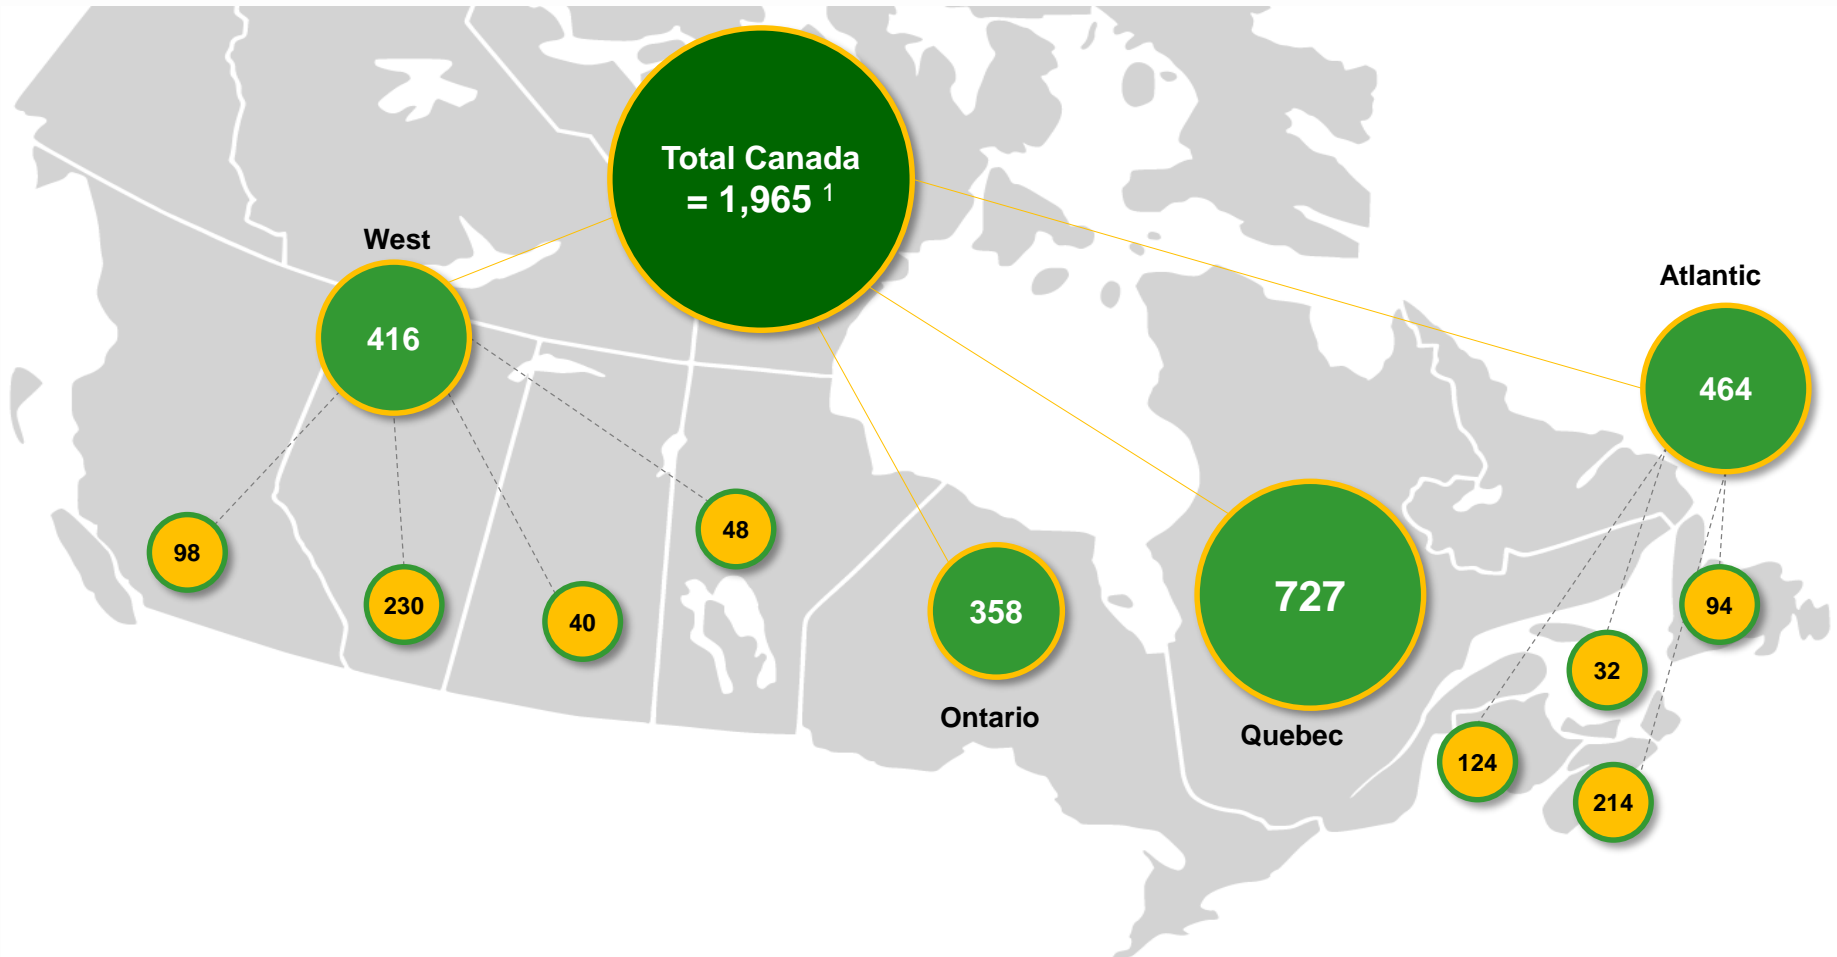 Total Canada
= 1,965 1
West
416
Atlantic
464
98
230
40
48
358
Ontario
727
Quebec
94
32
124
214